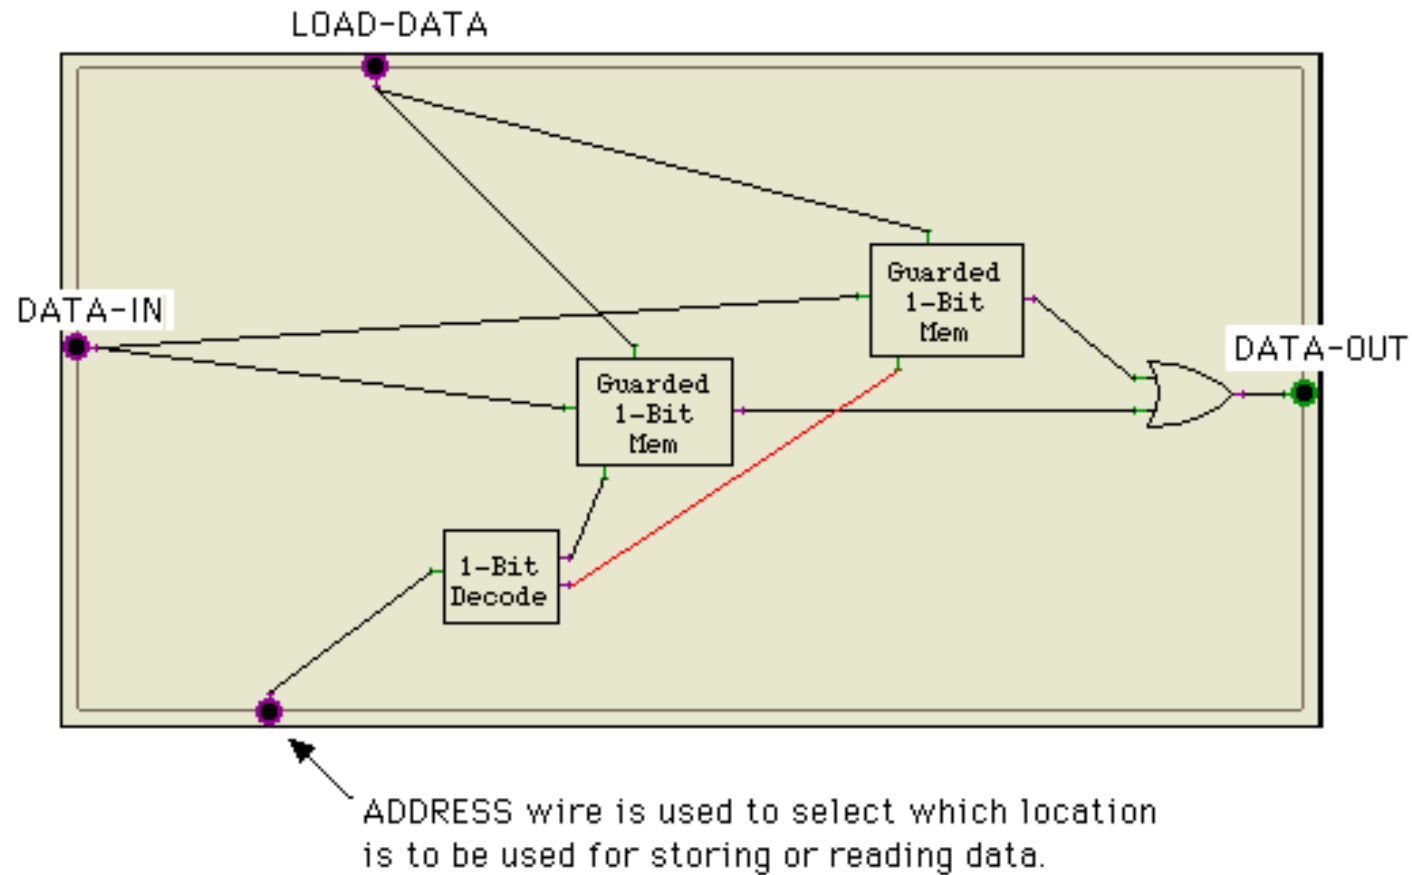 LOAD-DATA
Guarded
1-Bit
Mem
DATA-IN
DATA-OUT
Guarded
1-Bit
Mem
1-Bit
Decode
ADDRESS wire is used to select which location
is to be used for storing or reading data.